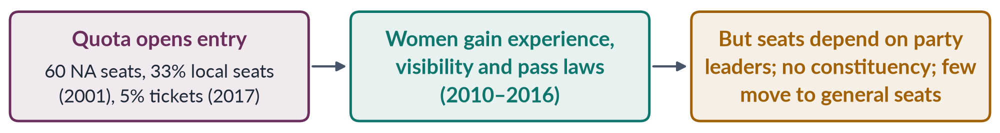 Quota opens entry
60 NA seats, 33% local seats
(2001), 5% tickets (2017)
Women gain experience,
visibility and pass laws
(2010–2016)
But seats depend on party
leaders; no constituency; few
move to general seats